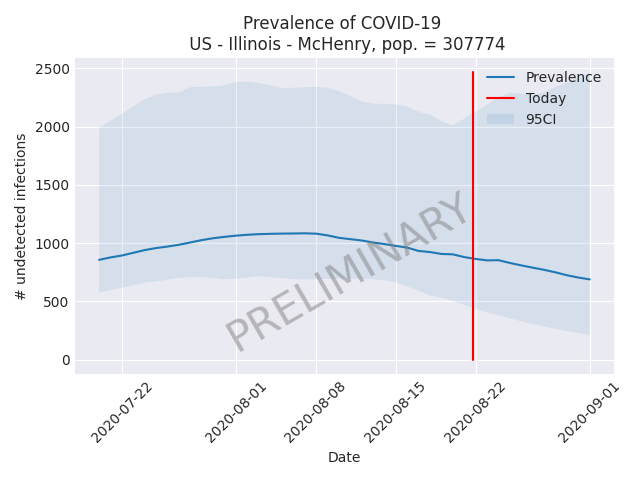 Prevalence of COVID-19
US - Illinois - McHenry, pop. = 307774
2500
2000
1500
1000
500
0
# undetected infections
Prevalence
Today
95CI
PRELIMINARY
2020-07-22
2020-08-01
2020-08-08
2020-08-15
2020-08-22
2020-09-01
Date